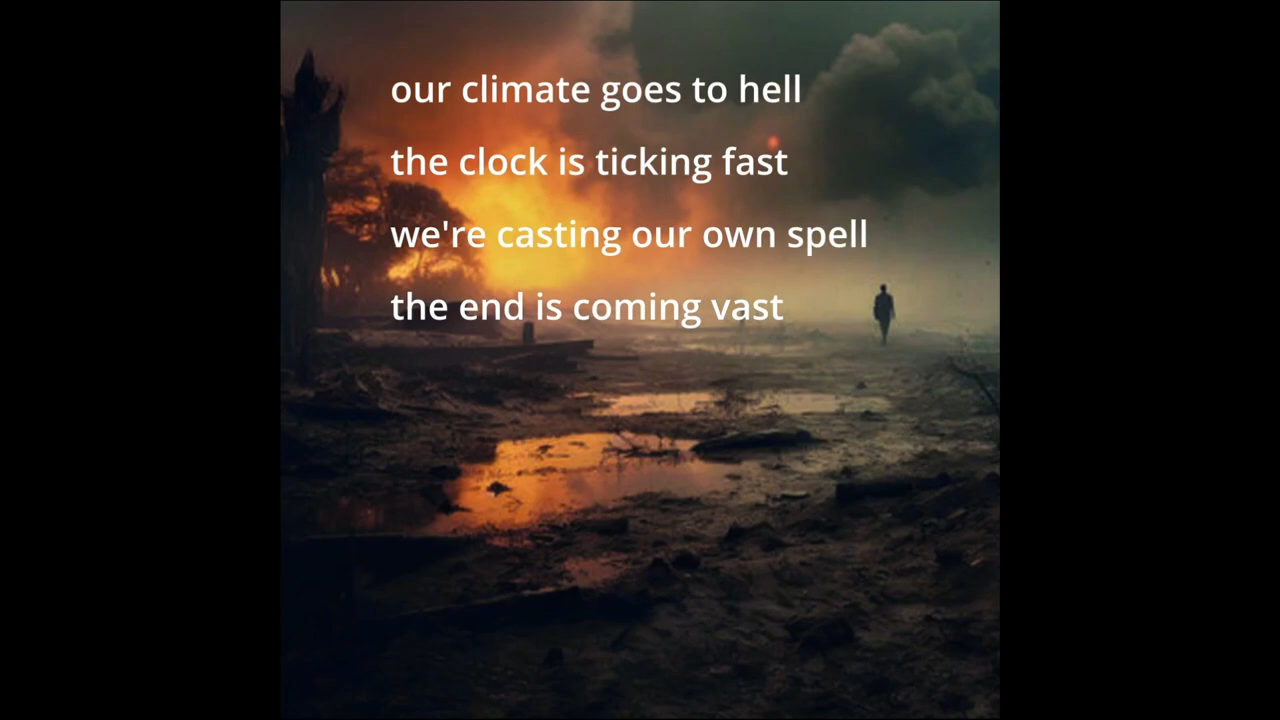 our climate goes to hell
the clock is ticking fast
we're casting our own spell
the end is coming vast